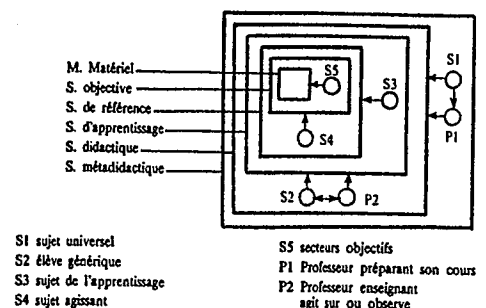 M. Matériel
S. objective
S. de référence
S. d'apprentissage
S. didactique
S. métadidactique
S5
S3
S4
S1
P1
S2
P2
S1 sujet universel
S2 élève générique
S3 sujet de l'apprentissage
S4 sujet agissant
S5 secteurs objectifs
P1 Professeur préparant son cours
P2 Professeur enseignant
agit sur ou observe